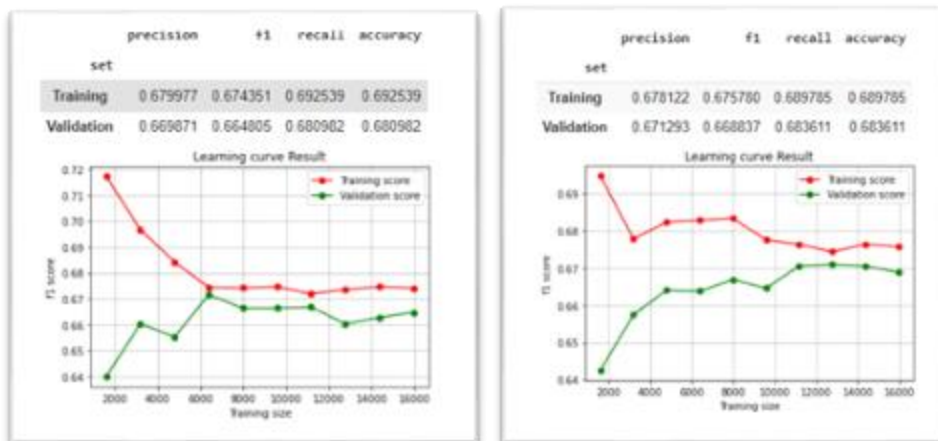 precision f1 recall accuracy
set
Training 0.679977 0.674351 0.692539 0.692539
Validation 0.669871 0.664805 0.680982 0.680982
Learning curve Result
Training score
Validation score
0.72
0.71
0.70
0.69
0.68
0.67
0.66
0.65
0.64
f1 score
2000 4000 6000 8000 10000 12000 14000 16000
Training size
precision f1 recall accuracy
set
Training 0.678122 0.675780 0.689785 0.689785
Validation 0.671293 0.668837 0.683611 0.683611
Learning curve Result
Training score
Validation score
0.69
0.68
0.67
0.66
0.65
0.64
f1 score
2000 4000 6000 8000 10000 12000 14000 16000
Training size